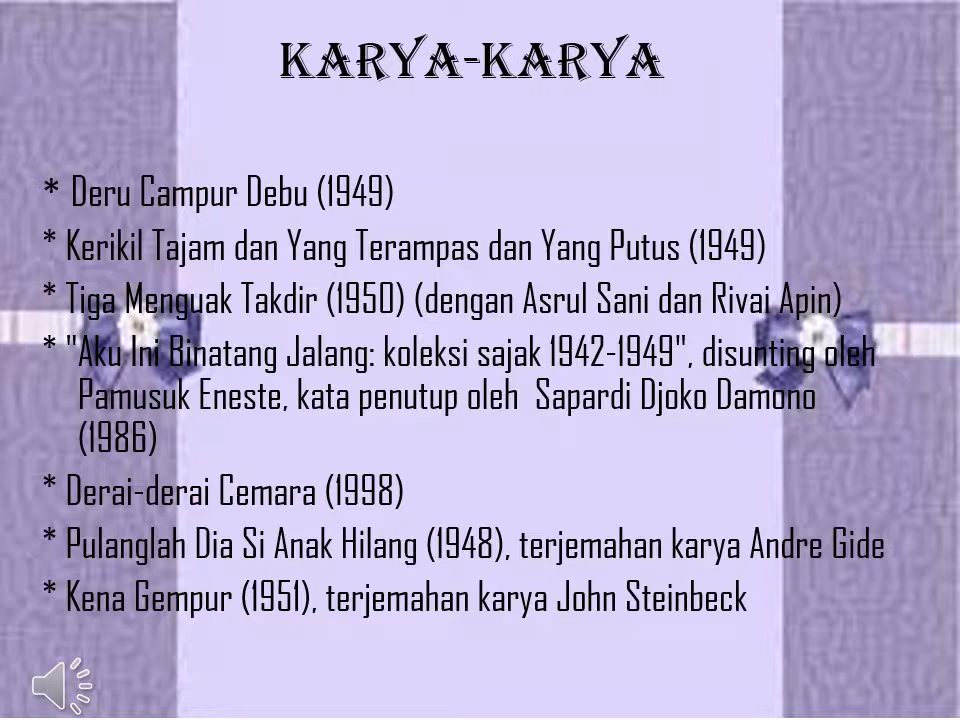 KARYA-KARYA
* Deru Campur Debu (1949)
* Kerikil Tajam dan Yang Terampas dan Yang Putus (1949)
* Tiga Menguak Takdir (1950) (dengan Asrul Sani dan Rivai Apin)
* "Aku Ini Binatang Jalang: koleksi sajak 1942-1949", disunting oleh
Pamusuk Eneste, kata penutup oleh  Sapardi Djoko Damono
(1986)
* Derai-derai Cemara (1998)
* Pulanglah Dia Si Anak Hilang (1948), terjemahan karya Andre Gide
* Kena Gempur (1951), terjemahan karya John Steinbeck